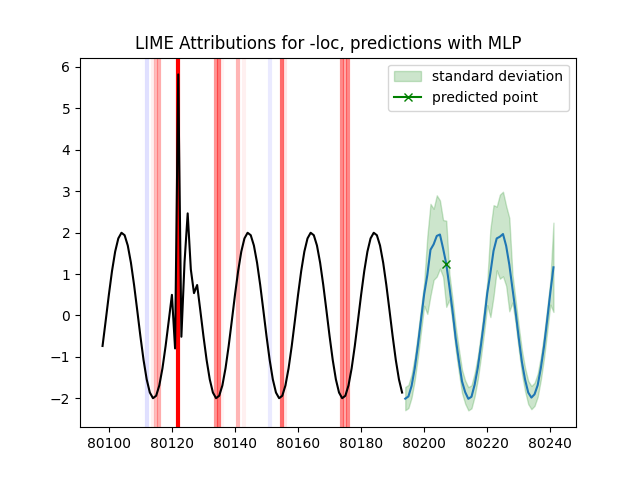 LIME Attributions for -loc, predictions with MLP
standard deviation
predicted point
6
5
4
3
2
1
0
−1
−2
80100 80120 80140 80160 80180 80200 80220 80240